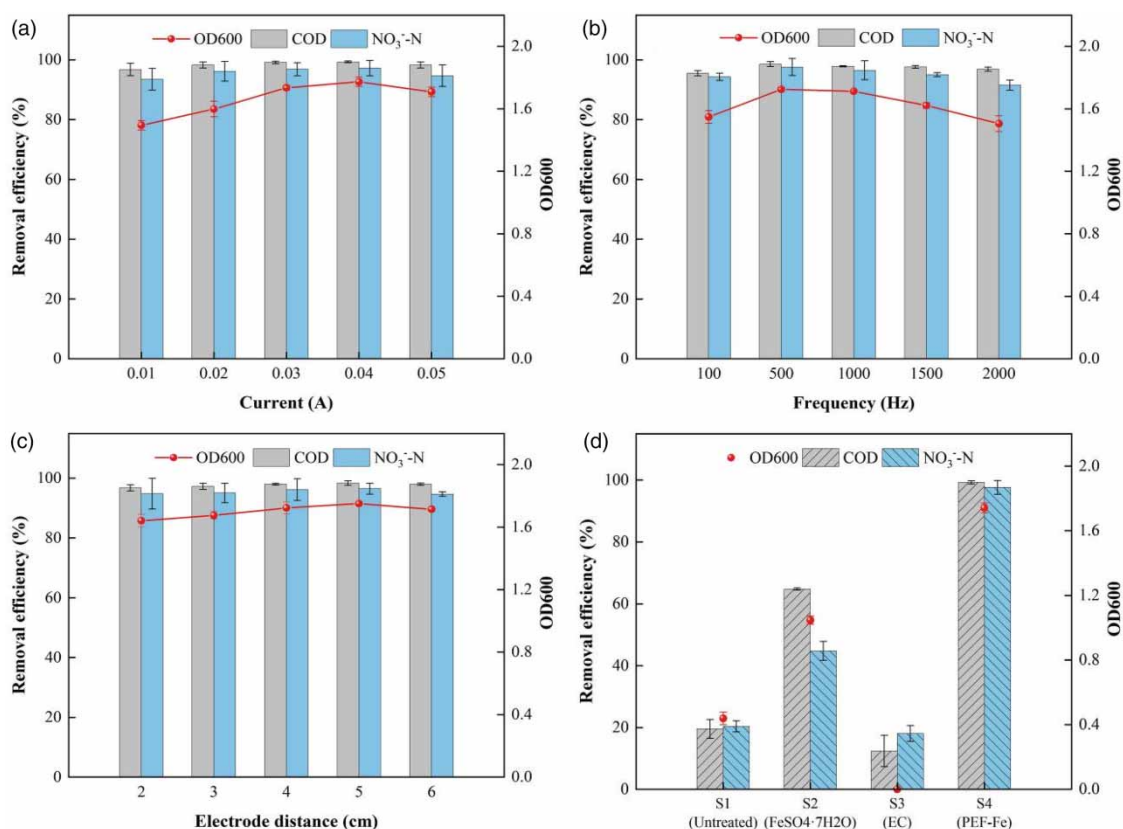 (a)
OD600 COD NO3⁻-N
Removal efficiency (%)
100
80
60
40
20
0
2.0
1.6
1.2
0.8
0.4
0.0
OD600
0.01 0.02 0.03 0.04 0.05
Current (A)
(b)
OD600 COD NO3⁻-N
Removal efficiency (%)
100
80
60
40
20
0
2.0
1.6
1.2
0.8
0.4
0.0
OD600
100 500 1000 1500 2000
Frequency (Hz)
(c)
OD600 COD NO3⁻-N
Removal efficiency (%)
100
80
60
40
20
0
2.0
1.6
1.2
0.8
0.4
0.0
OD600
2 3 4 5 6
Electrode distance (cm)
(d)
OD600 COD NO3⁻-N
Removal efficiency (%)
100
80
60
40
20
0
2.0
1.6
1.2
0.8
0.4
0.0
OD600
S1 S2 S3 S4
(Untreated) (FeSO4·7H2O) (EC) (PEF-Fe)